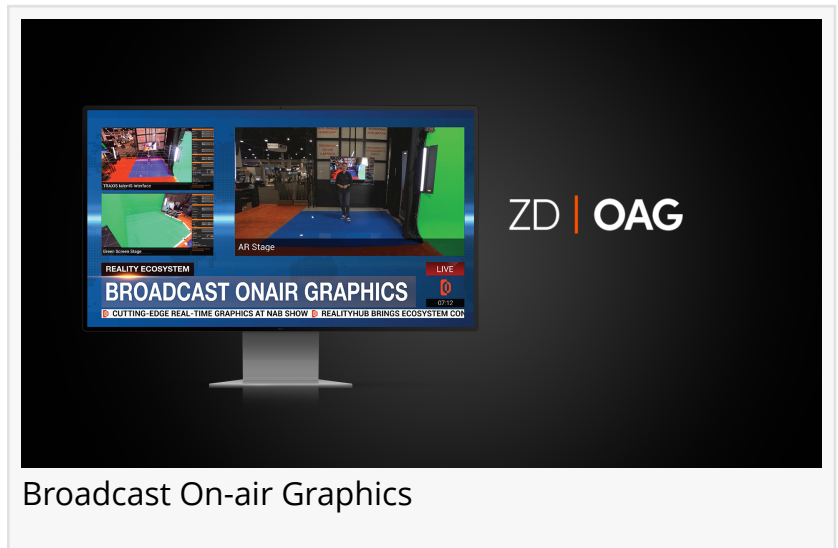 TRAXIS talentS Interface
Green Screen Stage
AR Stage
REALITY ECOSYSTEM
LIVE
BROADCAST ONAIR GRAPHICS
07:12
CUTTING-EDGE REAL-TIME GRAPHICS AT NAB SHOW REALITYHUB BRINGS ECOSYSTEM CON
ZD | OAG
Broadcast On-air Graphics